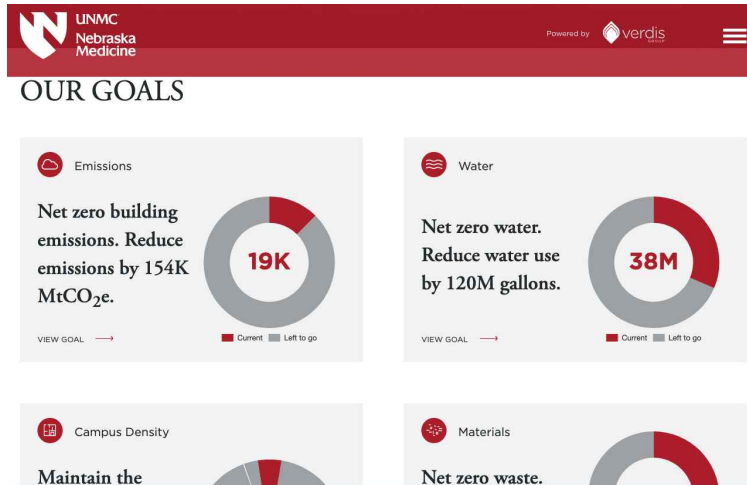 UNMC
Nebraska
Medicine
Powered by verdis
GROUP
OUR GOALS
Emissions
Net zero building
emissions. Reduce
emissions by 154K
MtCO₂e.
19K
VIEW GOAL
Current Left to go
Water
Net zero water.
Reduce water use
by 120M gallons.
38M
VIEW GOAL
Current Left to go
Campus Density
Maintain the
Materials
Net zero waste.